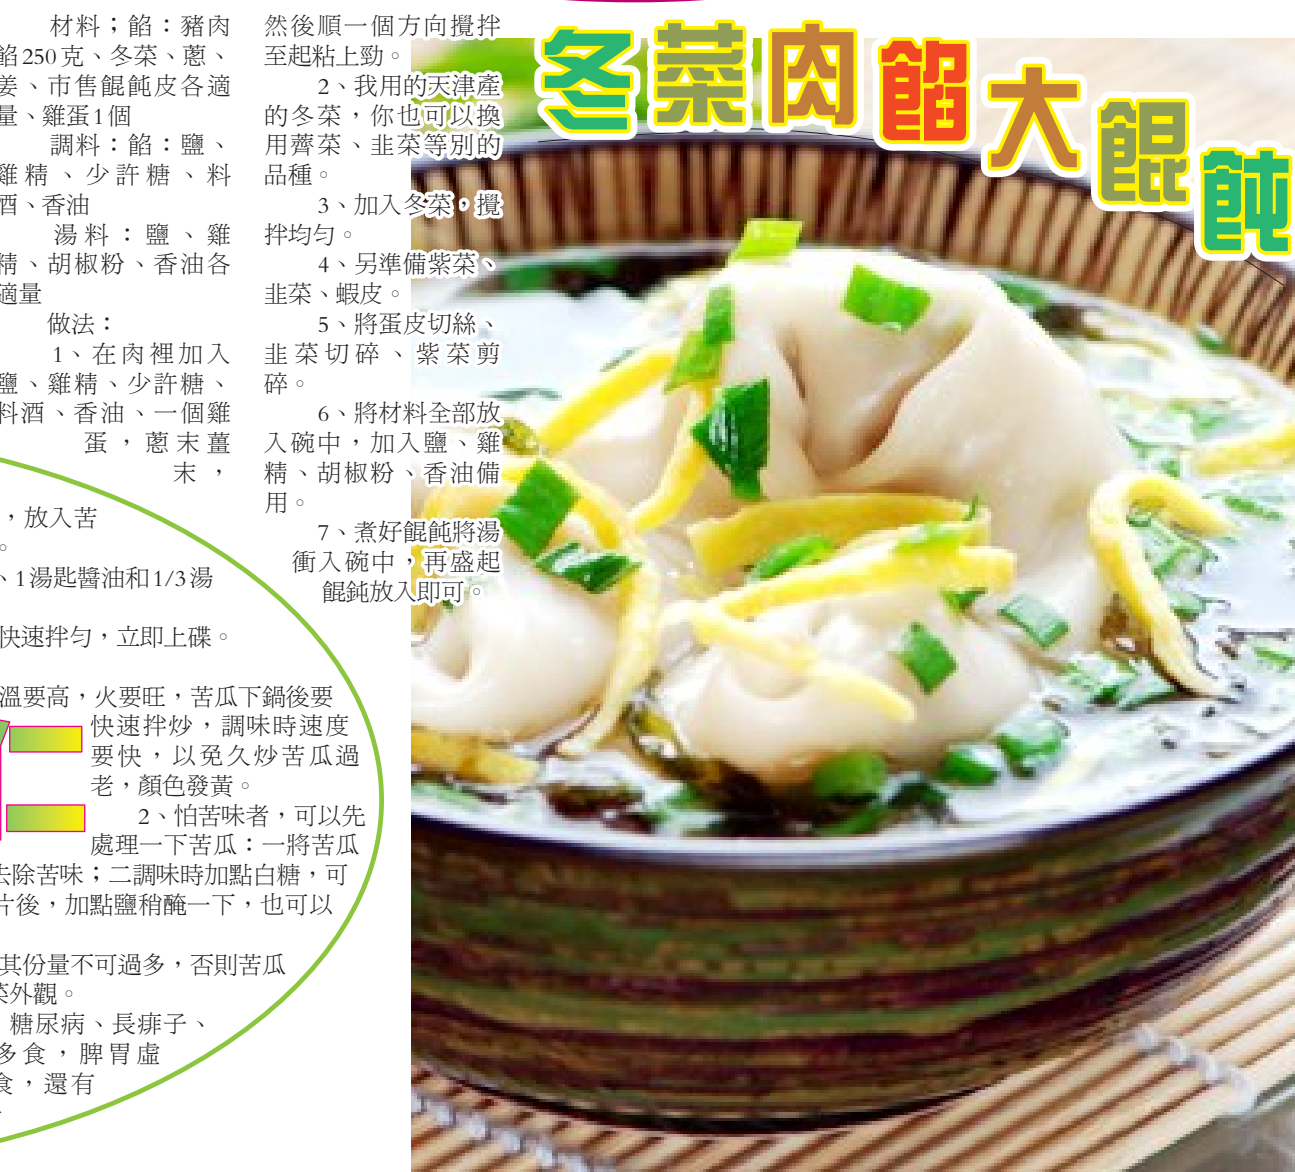 冬菜肉餡大餛飩
材料；餡：豬肉
餡250克、冬菜、蔥、
姜、市售餛飩皮各適
量、雞蛋1個
調料：餡：鹽、
雞精、少許糖、料
酒、香油
湯料：鹽、雞
精、胡椒粉、香油各
適量
做法：
1、在肉裡加入
鹽、雞精、少許糖、
料酒、香油、一個雞
蛋，蔥末薑
末，
然後順一個方向攪拌
至起粘上勁。
2、我用的天津產
的冬菜，你也可以換
用薺菜、韭菜等別的
品種。
3、加入冬菜，攪
拌均勻。
4、另準備紫菜、
韭菜、蝦皮。
5、將蛋皮切絲、
韭菜切碎、紫菜剪
碎。
6、將材料全部放
入碗中，加入鹽、雞
精、胡椒粉、香油備
用。
7、煮好餛飩將湯
衝入碗中，再盛起
餛飩放入即可。
，放入苦
。
、1湯匙醬油和1/3湯
快速拌勻，立即上碟。
溫要高，火要旺，苦瓜下鍋後要
快速拌炒，調味時速度
要快，以免久炒苦瓜過
老，顏色發黃。
2、怕苦味者，可以先
處理一下苦瓜：一將苦瓜
去除苦味；二調味時加點白糖，可
片後，加點鹽稍醃一下，也可以
其份量不可過多，否則苦瓜
菜外觀。
糖尿病、長痱子、
多食，脾胃虛
食，還有